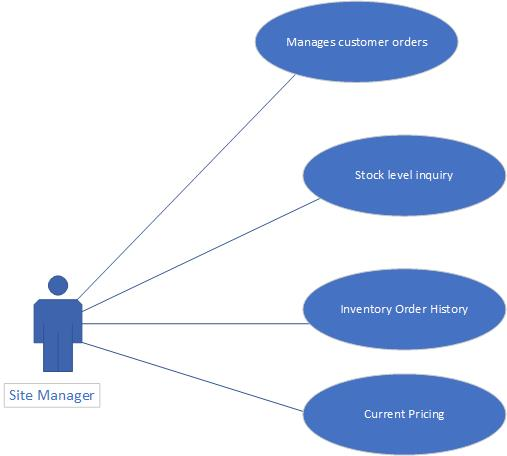 Manages customer orders
Stock level inquiry
Inventory Order History
Site Manager
Current Pricing